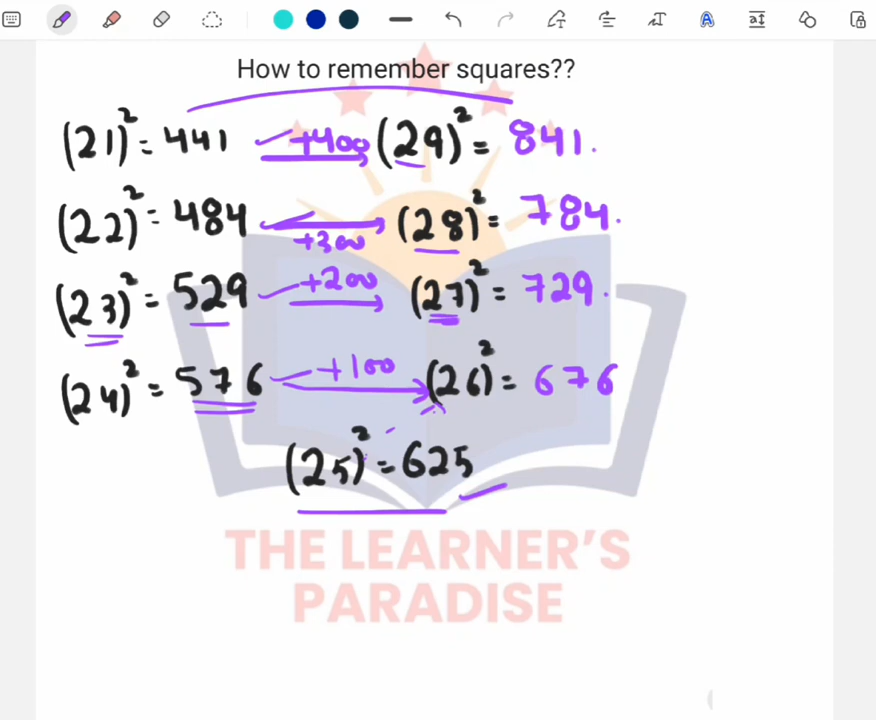 How to remember squares??
(21)² = 441 +400 (29)² = 841.
(22)² = 484 +300 (28)² = 784.
(23)² = 529 +200 (27)² = 729.
(24)² = 576 +100 (26)² = 676
(25)² = 625
THE LEARNER'S
PARADISE